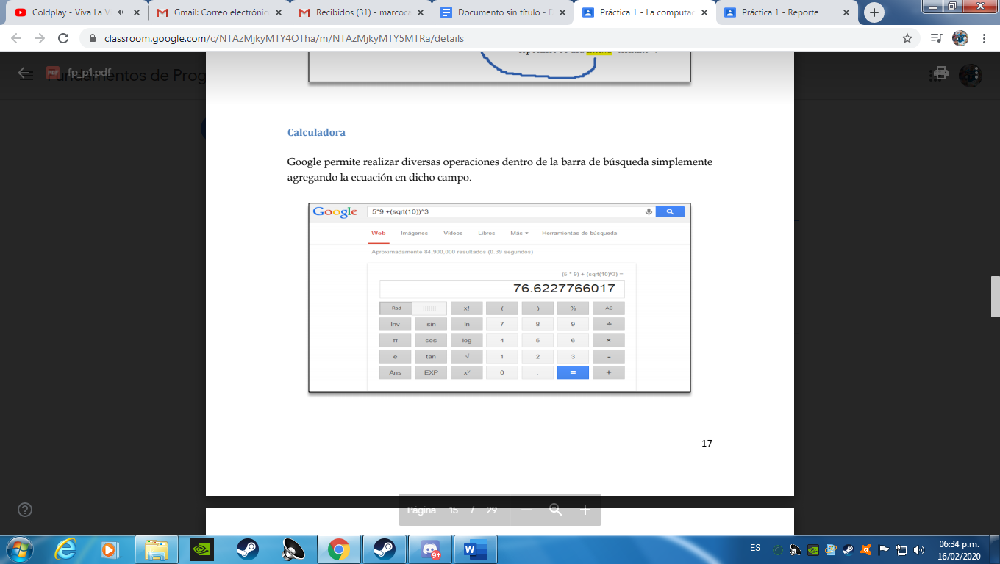 Coldplay - Viva La V
Gmail: Correo electrónic
Recibidos (31) - marcoca
Documento sin título - D
Práctica 1 - La computac
Práctica 1 - Reporte
classroom.google.com/c/NTAzMjkyMTY4OTha/m/NTAzMjkyMTY5MTRa/details
PDF
fp_p1.pdf
Fundamentos de Prog
Calculadora
Google permite realizar diversas operaciones dentro de la barra de búsqueda simplemente
agregando la ecuación en dicho campo.
Google
5*9 +(sqrt(10))^3
Web Imágenes Videos Libros Más Herramientas de búsqueda
Aproximadamente 84,900,000 resultados (0.39 segundos)
(5 * 9) + (sqrt(10)^3) =
76.6227766017
Rad x! ( ) % AC
Inv sin ln 7 8 9 ÷
π cos log 4 5 6 ×
e tan √ 1 2 3 -
Ans EXP x^y 0 . = +
17
Página 15 / 29
9+
W
ES
06:34 p.m.
16/02/2020